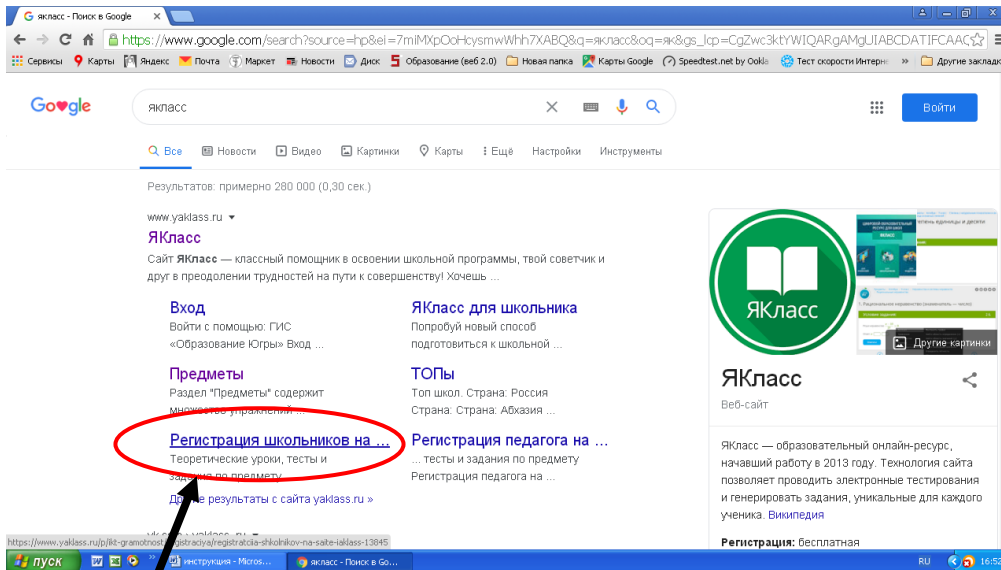 якласс - Поиск в Google
https://www.google.com/search?source=hp&ei=7miMXpOoHcysmwWhh7XABQ&q=якласс&oq=як&gs_lcp=CgZwc3ktYWIQARgAMgUIABCDATIFCAAC
Сервисы Карты Яндекс Почта Маркет Новости Диск Образование (веб 2.0) Новая папка Карты Google Speedtest.net by Ookla Тест скорости Интерн » Другие закладк
Google
якласс
Войти
Все Новости Видео Картинки Карты Ещё Настройки Инструменты
Результатов: примерно 280 000 (0,30 сек.)
www.yaklass.ru
ЯКласс
Сайт ЯКласс — классный помощник в освоении школьной программы, твой советчик и
друг в преодолении трудностей на пути к совершенству! Хочешь ...
Вход
Войти с помощью: ГИС
«Образование Югры» Вход ...
ЯКласс для школьника
Попробуй новый способ
подготовиться к школьной ...
Предметы
Раздел "Предметы" содержит
множество упражнений ...
ТОПы
Топ школ. Страна: Россия
Страна: Страна: Абхазия ...
Регистрация школьников на ...
Теоретические уроки, тесты и
задания по предмету
Регистрация педагога на ...
... тесты и задания по предмету
Регистрация педагога на ...
Другие результаты с сайта yaklass.ru »
ЯКласс
Другие картинки
ЯКласс
Веб-сайт
ЯКласс — образовательный онлайн-ресурс,
начавший работу в 2013 году. Технология сайта
позволяет проводить электронные тестирования
и генерировать задания, уникальные для каждого
ученика. Википедия
Регистрация: бесплатная
https://www.yaklass.ru/p/ikt-gramotnost/registraciya/registratciia-shkolnikov-na-saite-iaklass-13845
пуск
инструкция - Micros...
якласс - Поиск в Go...
RU
16:52